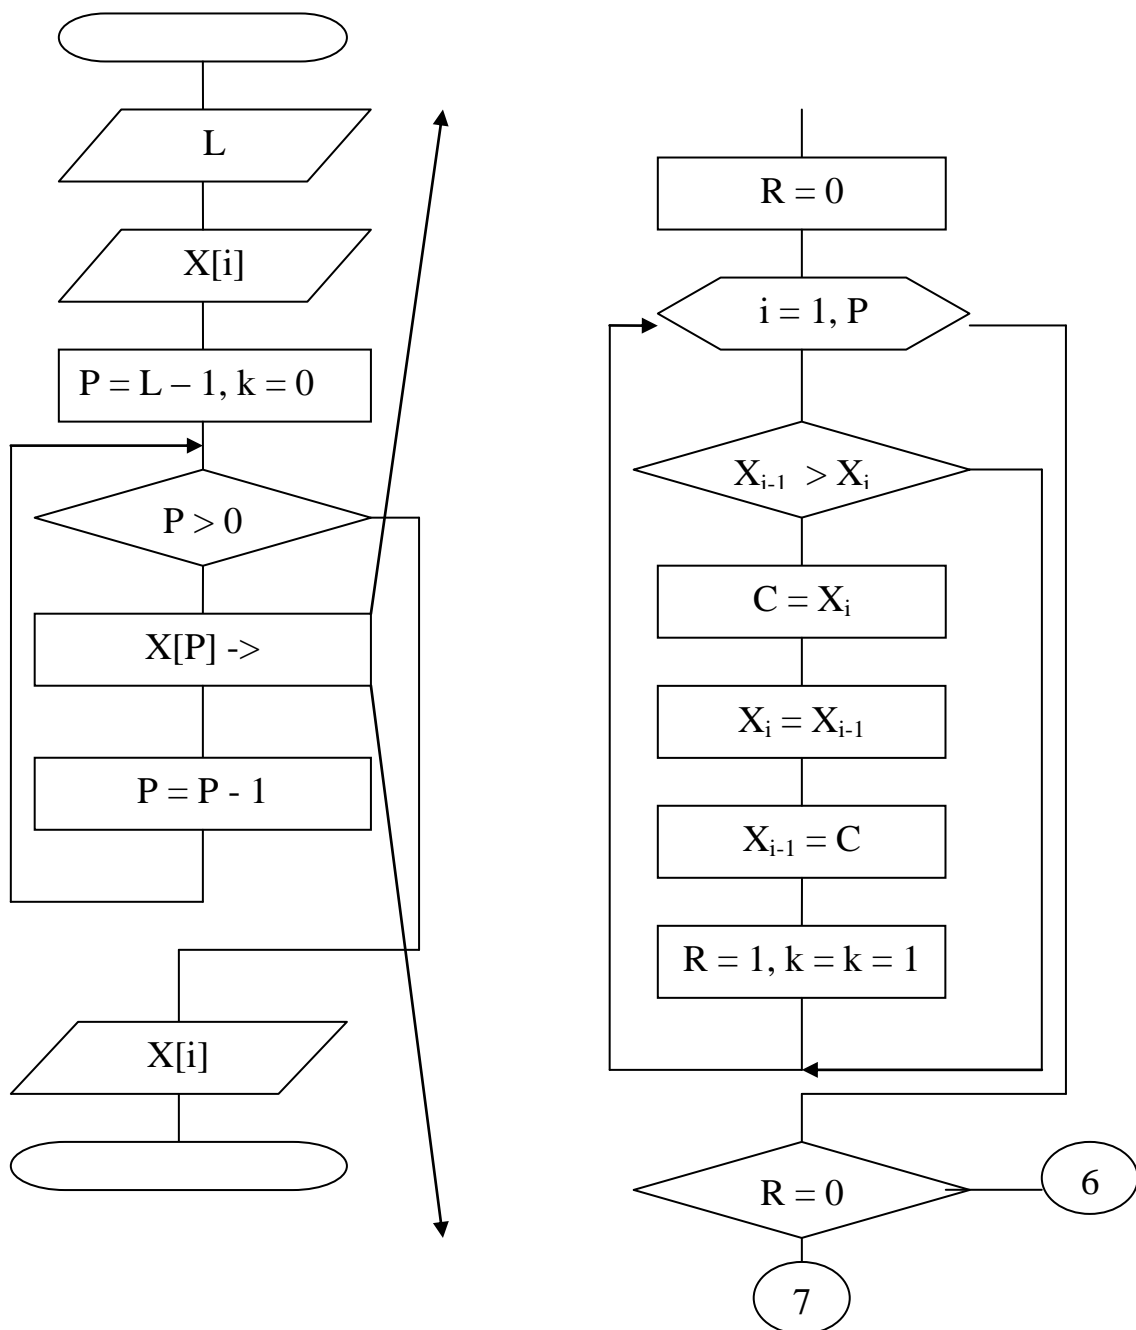 L
X[i]
P = L – 1, k = 0
P > 0
X[P] ->
P = P - 1
X[i]
R = 0
i = 1, P
Xi-1 > Xi
C = Xi
Xi = Xi-1
Xi-1 = C
R = 1, k = k = 1
R = 0
6
7